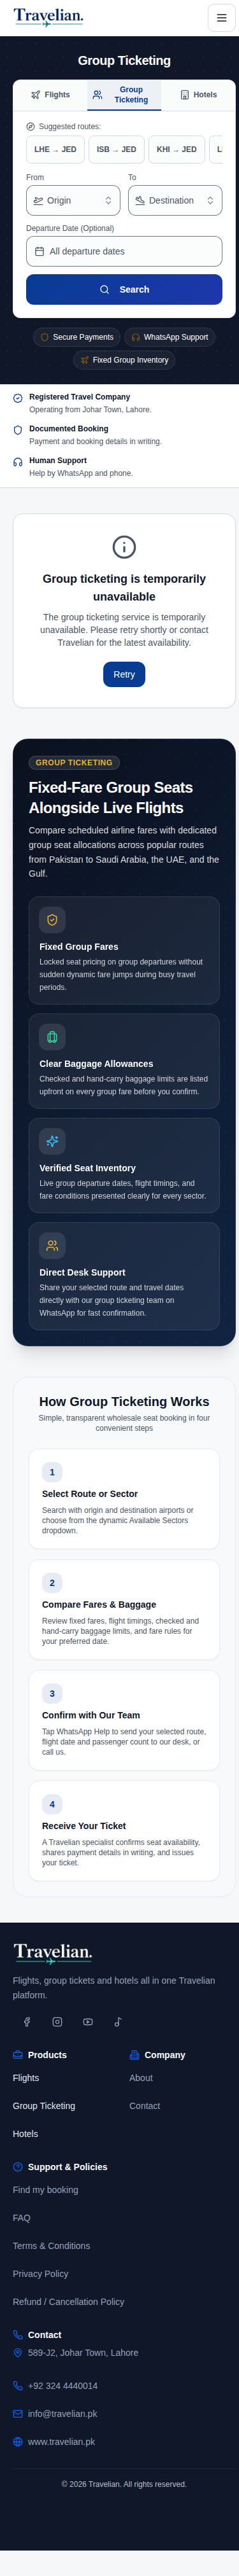 Travelian.
Group Ticketing
Flights
Group
Ticketing
Hotels
Suggested routes:
LHE → JED
ISB → JED
KHI → JED
From
To
Origin
Destination
Departure Date (Optional)
All departure dates
Search
Secure Payments
WhatsApp Support
Fixed Group Inventory
Registered Travel Company
Operating from Johar Town, Lahore.
Documented Booking
Payment and booking details in writing.
Human Support
Help by WhatsApp and phone.
Group ticketing is temporarily
unavailable
The group ticketing service is temporarily
unavailable. Please retry shortly or contact
Travelian for the latest availability.
Retry
GROUP TICKETING
Fixed-Fare Group Seats
Alongside Live Flights
Compare scheduled airline fares with dedicated
group seat allocations across popular routes
from Pakistan to Saudi Arabia, the UAE, and the
Gulf.
Fixed Group Fares
Locked seat pricing on group departures without
sudden dynamic fare jumps during busy travel
periods.
Clear Baggage Allowances
Checked and hand-carry baggage limits are listed
upfront on every group fare before you confirm.
Verified Seat Inventory
Live group departure dates, flight timings, and
fare conditions presented clearly for every sector.
Direct Desk Support
Share your selected route and travel dates
directly with our group ticketing team on
WhatsApp for fast confirmation.
How Group Ticketing Works
Simple, transparent wholesale seat booking in four
convenient steps
1
Select Route or Sector
Search with origin and destination airports or
choose from the dynamic Available Sectors
dropdown.
2
Compare Fares & Baggage
Review fixed fares, flight timings, checked and
hand-carry baggage limits, and fare rules for
your preferred date.
3
Confirm with Our Team
Tap WhatsApp Help to send your selected route,
flight date and passenger count to our desk, or
call us.
4
Receive Your Ticket
A Travelian specialist confirms seat availability,
shares payment details in writing, and issues
your ticket.
Travelian.
Flights, group tickets and hotels all in one Travelian
platform.
Products
Company
Flights
About
Group Ticketing
Contact
Hotels
Support & Policies
Find my booking
FAQ
Terms & Conditions
Privacy Policy
Refund / Cancellation Policy
Contact
589-J2, Johar Town, Lahore
+92 324 4440014
info@travelian.pk
www.travelian.pk
© 2026 Travelian. All rights reserved.